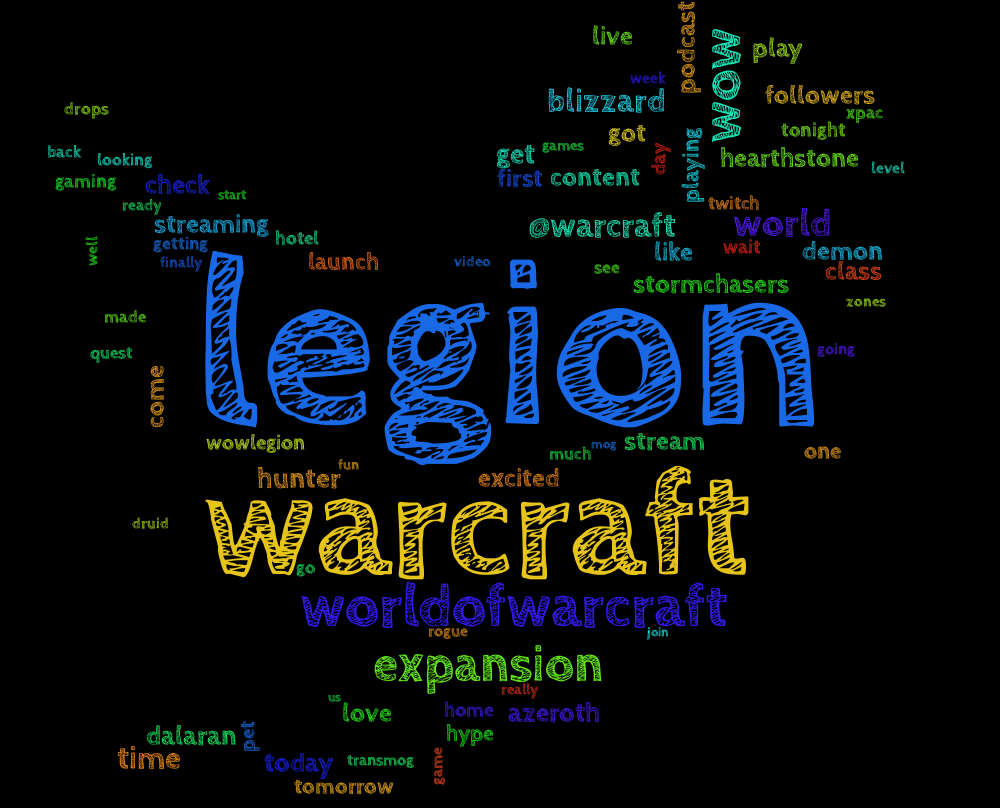 live
podcast
wow
play
week
blizzard
followers
drops
xpac
got
tonight
back
looking
get
games
day
playing
hearthstone
level
gaming
check
start
first
content
ready
twitch
streaming
@warcraft
world
well
getting
hotel
like
wait
demon
finally
launch
video
see
class
stormchasers
legion
zones
made
quest
going
come
wowlegion
much
mog
stream
one
hunter
fun
excited
druid
warcraft
go
worldofwarcraft
rogue
join
expansion
really
us
love
home
azeroth
dalaran
pet
hype
time
today
transmog
game
tomorrow